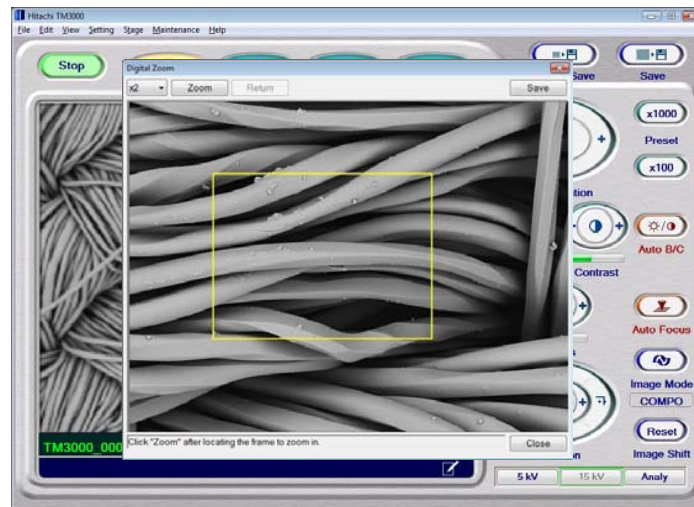 Hitachi TM3000
File Edit View Setting Stage Maintenance Help
Stop
Save
Save
Digital Zoom
x2
Zoom
Return
Save
x1000
Preset
x100
Auto B/C
Contrast
Auto Focus
Image Mode
COMPO
Reset
Image Shift
TM3000_000
Click "Zoom" after locating the frame to zoom in.
Close
5 kV
15 kV
Analy